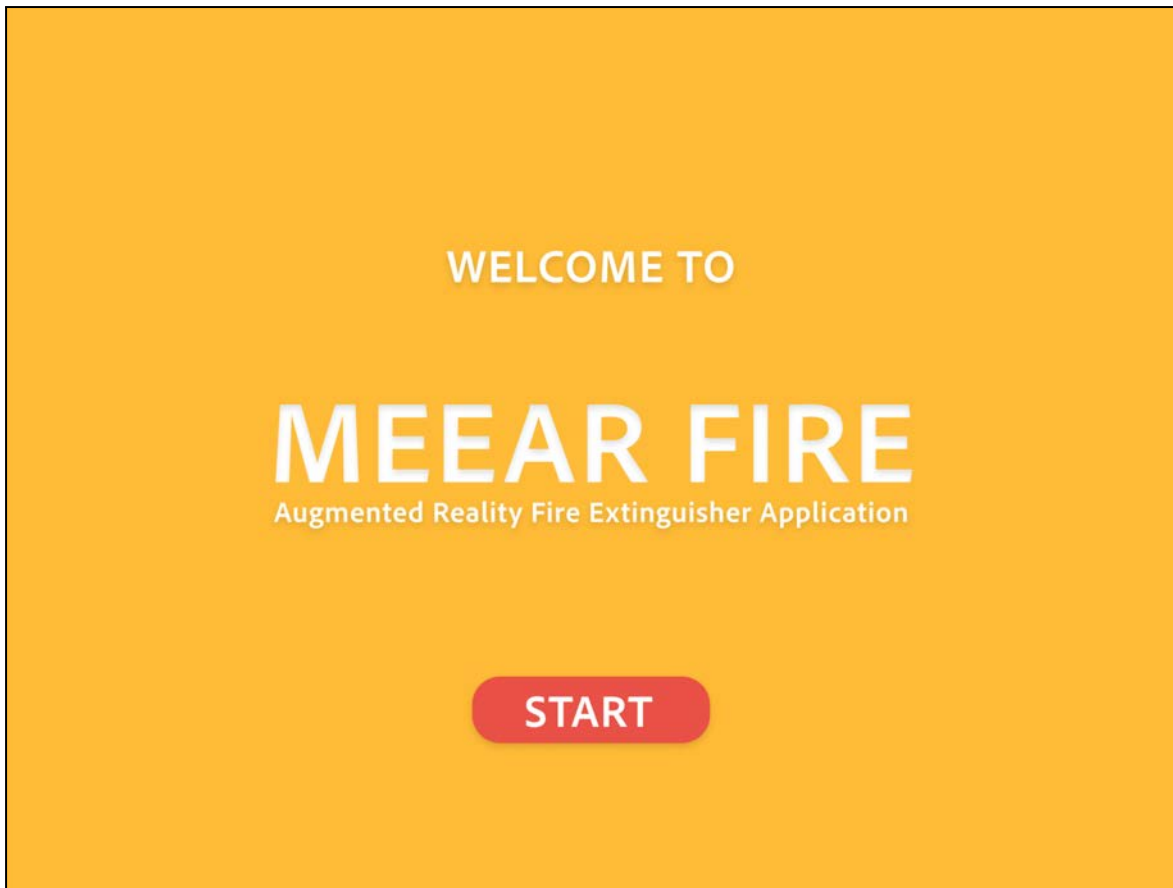 WELCOME TO
MEEAR FIRE
Augmented Reality Fire Extinguisher Application
START